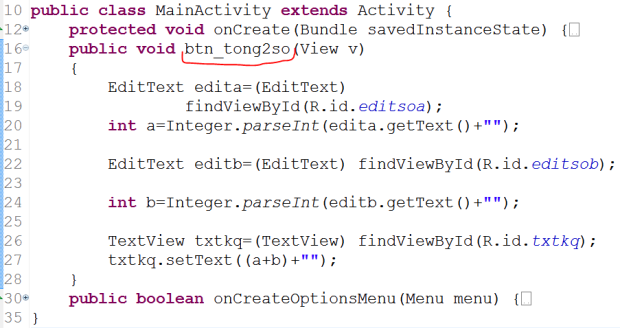 10 public class MainActivity extends Activity {
12 protected void onCreate(Bundle savedInstanceState) {
16 public void btn_tong2so(View v)
17 {
18 EditText edita=(EditText)
19 findViewById(R.id.editsoa);
20 int a=Integer.parseInt(edita.getText()+"");
21
22 EditText editb=(EditText) findViewById(R.id.editsob);
23
24 int b=Integer.parseInt(editb.getText()+"");
25
26 TextView txtkq=(TextView) findViewById(R.id.txtkq);
27 txtkq.setText((a+b)+"");
28 }
30 public boolean onCreateOptionsMenu(Menu menu) {
35 }